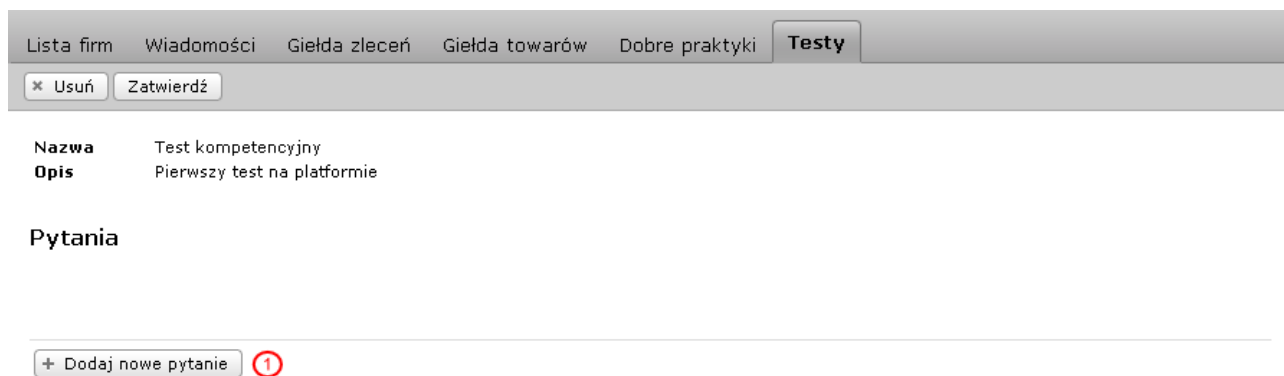 Lista firm Wiadomości Giełda zleceń Giełda towarów Dobre praktyki Testy
× Usuń Zatwierdź
Nazwa Test kompetencyjny
Opis Pierwszy test na platformie
Pytania
+ Dodaj nowe pytanie 1